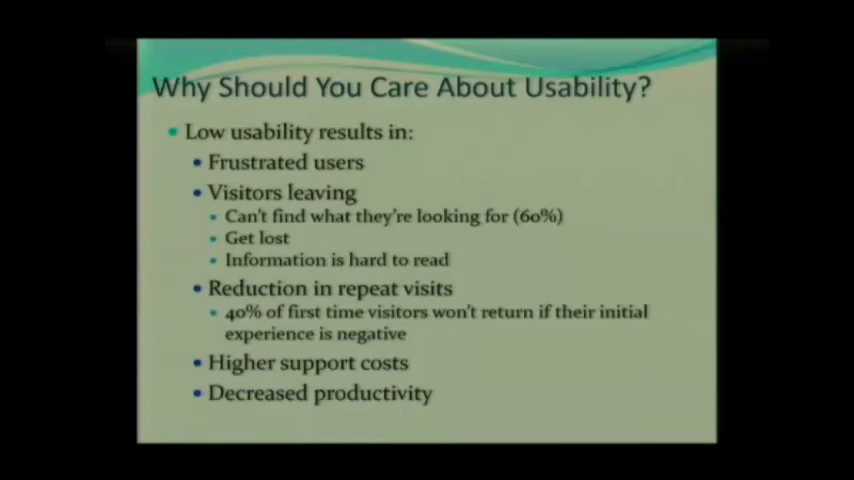 Why Should You Care About Usability?
Low usability results in:
Frustrated users
Visitors leaving
Can't find what they're looking for (60%)
Get lost
Information is hard to read
Reduction in repeat visits
40% of first time visitors won't return if their initial
experience is negative
Higher support costs
Decreased productivity